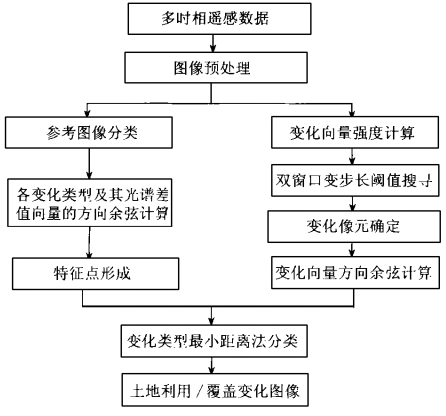 多时相遥感数据
图像预处理
参考图像分类
变化向量强度计算
各变化类型及其光谱差
值向量的方向余弦计算
双窗口变步长阈值搜寻
变化像元确定
特征点形成
变化向量方向余弦计算
变化类型最小距离法分类
土地利用/覆盖变化图像